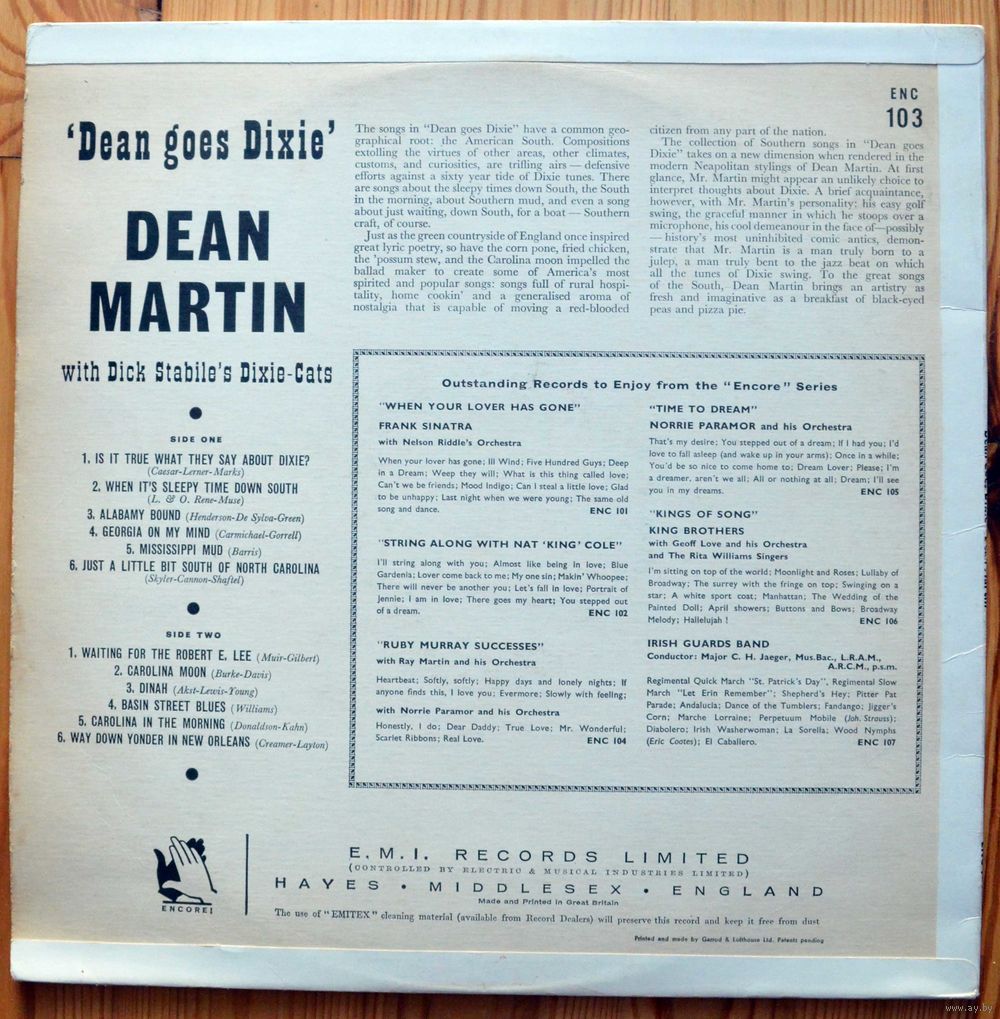 ENC
103
'Dean goes Dixie'
DEAN
MARTIN
with Dick Stabile's Dixie-Cats
SIDE ONE
1. IS IT TRUE WHAT THEY SAY ABOUT DIXIE?
(Caesar-Lerner-Marks)
2. WHEN IT'S SLEEPY TIME DOWN SOUTH
(L. & O. Rene-Muse)
3. ALABAMY BOUND (Henderson-De Sylva-Green)
4. GEORGIA ON MY MIND (Carmichael-Gorrell)
5. MISSISSIPPI MUD (Barris)
6. JUST A LITTLE BIT SOUTH OF NORTH CAROLINA
(Skyler-Cannon-Shaftel)
SIDE TWO
1. WAITING FOR THE ROBERT E. LEE (Muir-Gilbert)
2. CAROLINA MOON (Burke-Davis)
3. DINAH (Akst-Lewis-Young)
4. BASIN STREET BLUES (Williams)
5. CAROLINA IN THE MORNING (Donaldson-Kahn)
6. WAY DOWN YONDER IN NEW ORLEANS (Creamer-Layton)
The songs in "Dean goes Dixie" have a common geo-
graphical root: the American South. Compositions
extolling the virtues of other areas, other climates,
customs, and curiosities, are trifling airs — defensive
efforts against a sixty year tide of Dixie tunes. There
are songs about the sleepy times down South, the South
in the morning, about Southern mud, and even a song
about just waiting, down South, for a boat — Southern
craft, of course.
Just as the green countryside of England once inspired
great lyric poetry, so have the corn pone, fried chicken,
the 'possum stew, and the Carolina moon impelled the
ballad maker to create some of America's most
spirited and popular songs: songs full of rural hospi-
tality, home cookin' and a generalised aroma of
nostalgia that is capable of moving a red-blooded
citizen from any part of the nation.
The collection of Southern songs in "Dean goes
Dixie" takes on a new dimension when rendered in the
modern Neapolitan stylings of Dean Martin. At first
glance, Mr. Martin might appear an unlikely choice to
interpret thoughts about Dixie. A brief acquaintance,
however, with Mr. Martin's personality: his easy golf
swing, the graceful manner in which he stoops over a
microphone, his cool demeanour in the face of—possibly
— history's most uninhibited comic antics, demon-
strate that Mr. Martin is a man truly born to a
julep, a man truly bent to the jazz beat on which
all the tunes of Dixie swing. To the great songs
of the South, Dean Martin brings an artistry as
fresh and imaginative as a breakfast of black-eyed
peas and pizza pie.
Outstanding Records to Enjoy from the "Encore" Series
"WHEN YOUR LOVER HAS GONE"
FRANK SINATRA
with Nelson Riddle's Orchestra
When your lover has gone; Ill Wind; Five Hundred Guys; Deep
in a Dream; Weep they will; What is this thing called love;
Can't we be friends; Mood Indigo; Can I steal a little love; Glad
to be unhappy; Last night when we were young; The same old
song and dance. ENC 101
"STRING ALONG WITH NAT 'KING' COLE"
I'll string along with you; Almost like being in love; Blue
Gardenia; Lover come back to me; My one sin; Makin' Whoopee;
There will never be another you; Let's fall in love; Portrait of
Jennie; I am in love; There goes my heart; You stepped out
of a dream. ENC 102
"RUBY MURRAY SUCCESSES"
with Ray Martin and his Orchestra
Heartbeat; Softly, softly; Happy days and lonely nights; If
anyone finds this, I love you; Evermore; Slowly with feeling;
with Norrie Paramor and his Orchestra
Honestly, I do; Dear Daddy; True Love; Mr. Wonderful;
Scarlet Ribbons; Real Love. ENC 104
"TIME TO DREAM"
NORRIE PARAMOR and his Orchestra
That's my desire; You stepped out of a dream; If I had you; I'd
love to fall asleep (and wake up in your arms); Once in a while;
You'd be so nice to come home to; Dream Lover; Please; I'm
a dreamer, aren't we all; All or nothing at all; Dream; I'll see
you in my dreams. ENC 105
"KINGS OF SONG"
KING BROTHERS
with Geoff Love and his Orchestra
and The Rita Williams Singers
I'm sitting on top of the world; Moonlight and Roses; Lullaby of
Broadway; The surrey with the fringe on top; Swinging on a
star; A white sport coat; Manhattan; The Wedding of the
Painted Doll; April showers; Buttons and Bows; Broadway
Melody; Hallelujah! ENC 106
IRISH GUARDS BAND
Conductor: Major C. H. Jaeger, Mus.Bac., L.R.A.M.,
A.R.C.M., p.s.m.
Regimental Quick March "St. Patrick's Day", Regimental Slow
March "Let Erin Remember"; Shepherd's Hey; Pitter Pat
Parade; Andalucia; Dance of the Tumblers; Fandango; Jigger's
Corn; Marche Lorraine; Perpetuum Mobile (Joh. Strauss);
Diabolero; Irish Washerwoman; La Sorella; Wood Nymphs
(Eric Coates); El Caballero. ENC 107
ENCORE!
E.M.I. RECORDS LIMITED
(CONTROLLED BY ELECTRIC & MUSICAL INDUSTRIES LIMITED)
HAYES • MIDDLESEX • ENGLAND
Made and Printed in Great Britain
The use of "EMITEX" cleaning material (available from Record Dealers) will preserve this record and keep it free from dust
Printed and made by Garrod & Lofthouse Ltd. Patents pending
www.ay.by